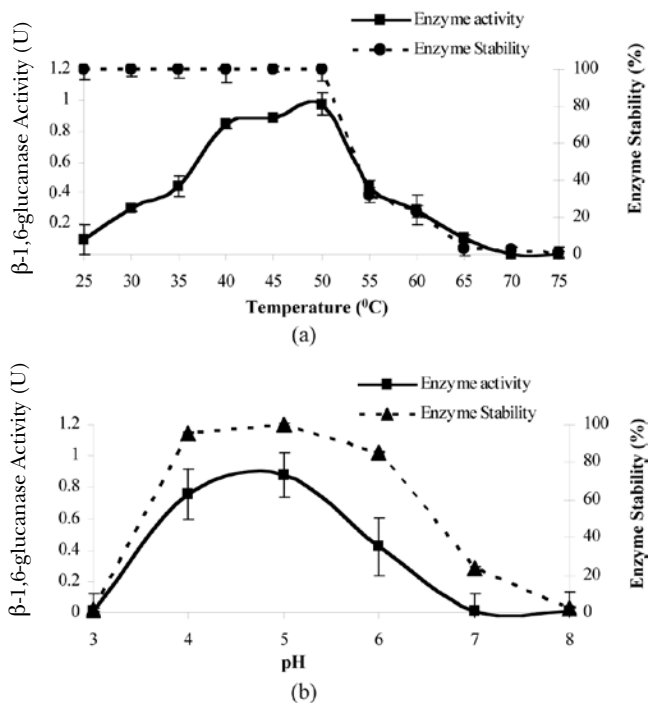 Enzyme activity
Enzyme Stability
β-1,6-glucanase Activity (U)
1.2
1
0.8
0.6
0.4
0.2
100
80
60
40
20
0
Enzyme Stability (%)
25 30 35 40 45 50 55 60 65 70 75
Temperature (⁰C)
(a)
Enzyme activity
Enzyme Stability
β-1,6-glucanase Activity (U)
1.2
1
0.8
0.6
0.4
0.2
0
100
80
60
40
20
0
Enzyme Stability (%)
3 4 5 6 7 8
pH
(b)